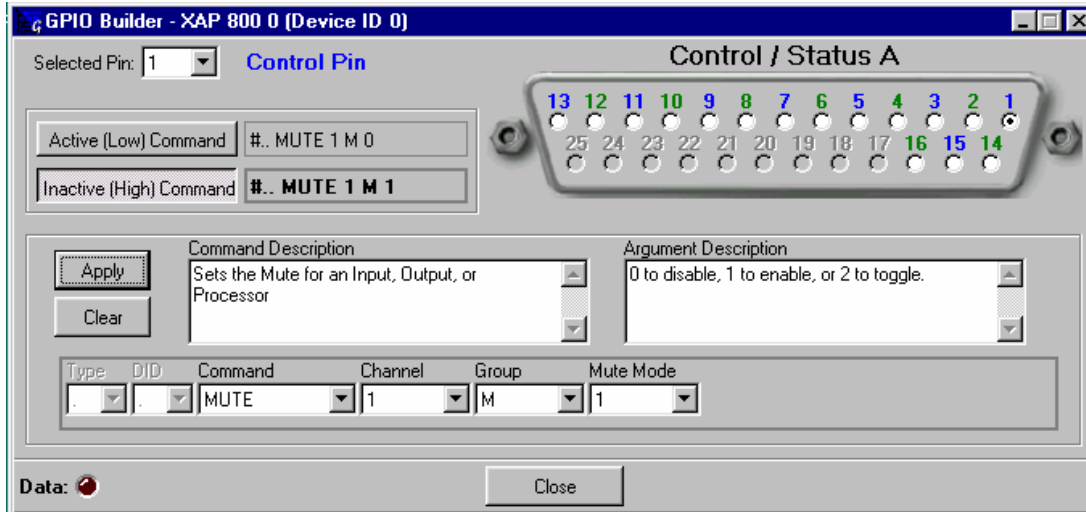 GPIO Builder - XAP 800 0 (Device ID 0)
Selected Pin: 1 Control Pin
Control / Status A
13 12 11 10 9 8 7 6 5 4 3 2 1
25 24 23 22 21 20 19 18 17 16 15 14
Active (Low) Command #.. MUTE 1 M 0
Inactive (High) Command #.. MUTE 1 M 1
Apply
Clear
Command Description
Sets the Mute for an Input, Output, or
Processor
Argument Description
0 to disable, 1 to enable, or 2 to toggle.
Type DID Command Channel Group Mute Mode
. . MUTE 1 M 1
Data: Close